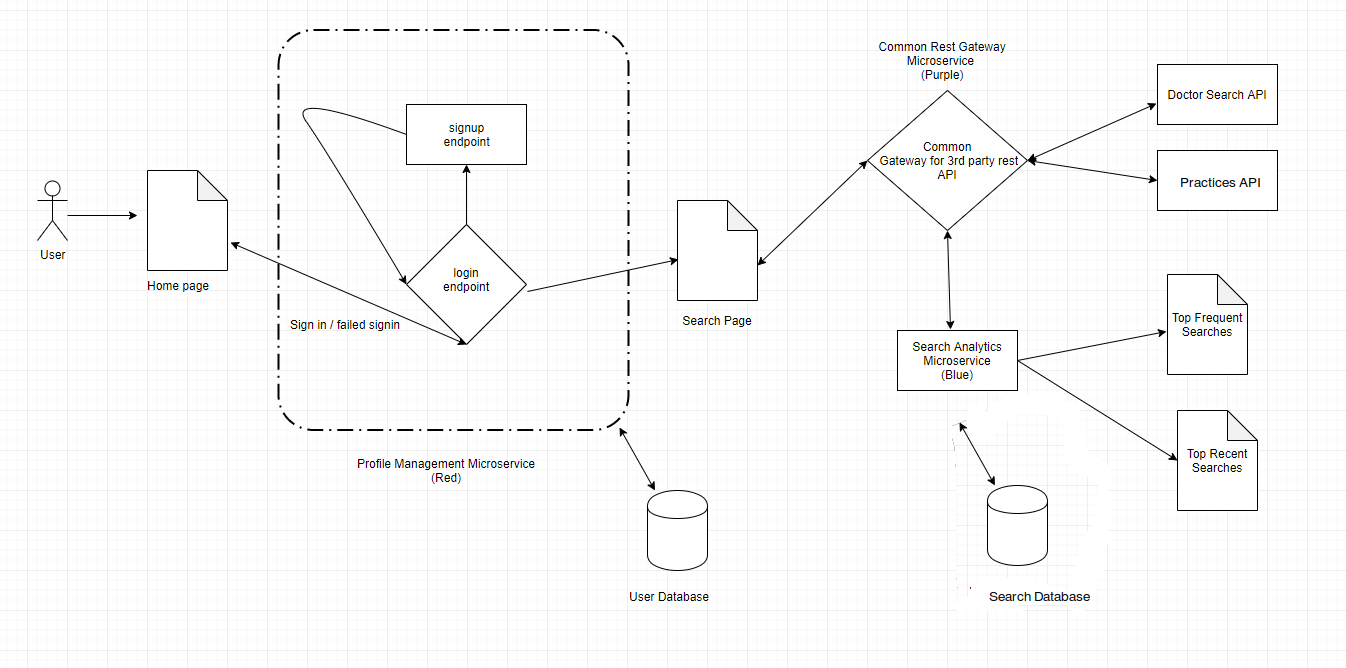 User
Home page
signup
endpoint
login
endpoint
Sign in / failed signin
Profile Management Microservice
(Red)
User Database
Search Page
Common Rest Gateway
Microservice
(Purple)
Common
Gateway for 3rd party rest
API
Doctor Search API
Practices API
Search Analytics
Microservice
(Blue)
Top Frequent
Searches
Top Recent
Searches
Search Database